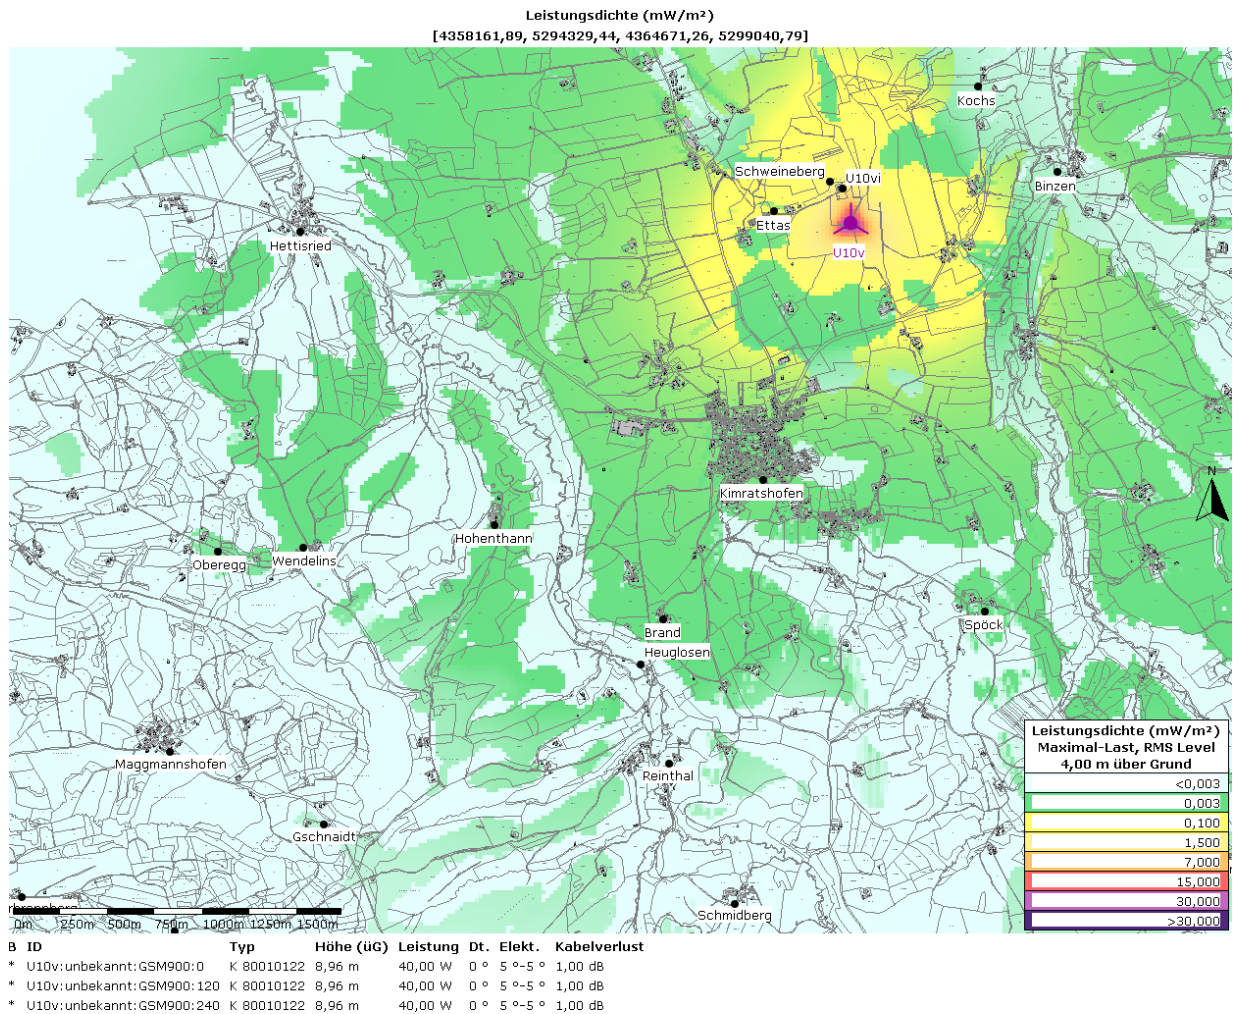 Leistungsdichte (mW/m²)
[4358161,89, 5294329,44, 4364671,26, 5299040,79]
Kochs
Schweineberg
U10vi
Binzen
Ettas
Hettisried
U10v
N
Kimratshofen
Hohenthann
Oberegg
Wendelins
Spöck
Brand
Heuglosen
Maggmannshofen
Reinthal
Gschnaidt
Schmidberg
Leistungsdichte (mW/m²)
Maximal-Last, RMS Level
4,00 m über Grund
<0,003
0,003
0,100
1,500
7,000
15,000
30,000
>30,000
0m 250m 500m 750m 1000m 1250m 1500m
B ID Typ Höhe (üG) Leistung Dt. Elekt. Kabelverlust
* U10v:unbekannt:GSM900:0 K 80010122 8,96 m 40,00 W 0 ° 5 °-5 ° 1,00 dB
* U10v:unbekannt:GSM900:120 K 80010122 8,96 m 40,00 W 0 ° 5 °-5 ° 1,00 dB
* U10v:unbekannt:GSM900:240 K 80010122 8,96 m 40,00 W 0 ° 5 °-5 ° 1,00 dB